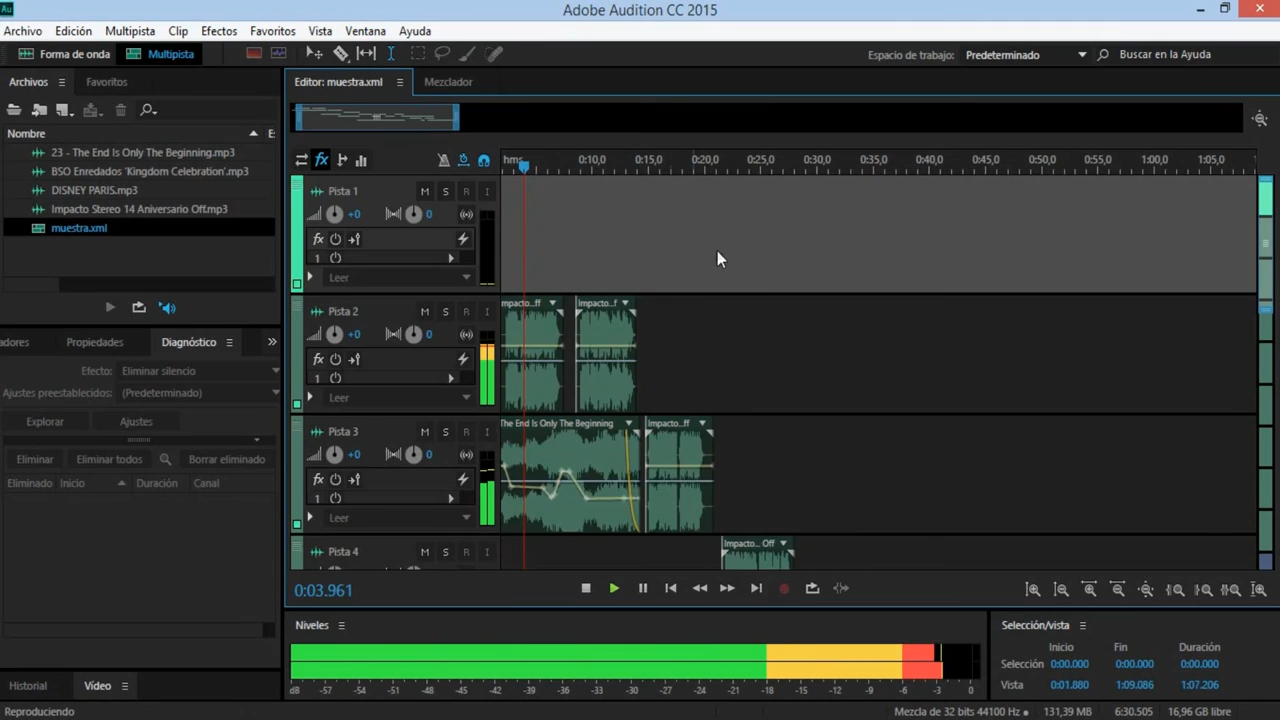 Au
Adobe Audition CC 2015
Archivo Edición Multipista Clip Efectos Favoritos Vista Ventana Ayuda
Forma de onda Multipista
Espacio de trabajo: Predeterminado Buscar en la Ayuda
Archivos Favoritos
Editor: muestra.xml Mezclador
Nombre E
23 - The End Is Only The Beginning.mp3
BSO Enredados 'Kingdom Celebration'.mp3
DISNEY PARIS.mp3
Impacto Stereo 14 Aniversario Off.mp3
muestra.xml
hms 0:10,0 0:15,0 0:20,0 0:25,0 0:30,0 0:35,0 0:40,0 0:45,0 0:50,0 0:55,0 1:00,0 1:05,0
Pista 1 M S R I
+0 0
fx
1
Leer
Pista 2 M S R I
mpacto...ff Impacto...f
+0 0
fx
1
Leer
Pista 3 M S R I
The End Is Only The Beginning Impacto...ff
+0 0
fx
1
Leer
Pista 4 M S R I
Impacto... Off
adores Propiedades Diagnóstico
Efecto: Eliminar silencio
Ajustes preestablecidos: (Predeterminado)
Explorar Ajustes
Eliminar Eliminar todos Borrar eliminado
Eliminado Inicio Duración Canal
0:03.961
Niveles
dB -57 -54 -51 -48 -45 -42 -39 -36 -33 -30 -27 -24 -21 -18 -15 -12 -9 -6 -3 0
Selección/vista
Inicio Fin Duración
Selección 0:00.000 0:00.000 0:00.000
Vista 0:01.880 1:09.086 1:07.206
Historial Vídeo
Reproduciendo
Mezcla de 32 bits 44100 Hz 131,39 MB 6:30.505 16,96 GB libre